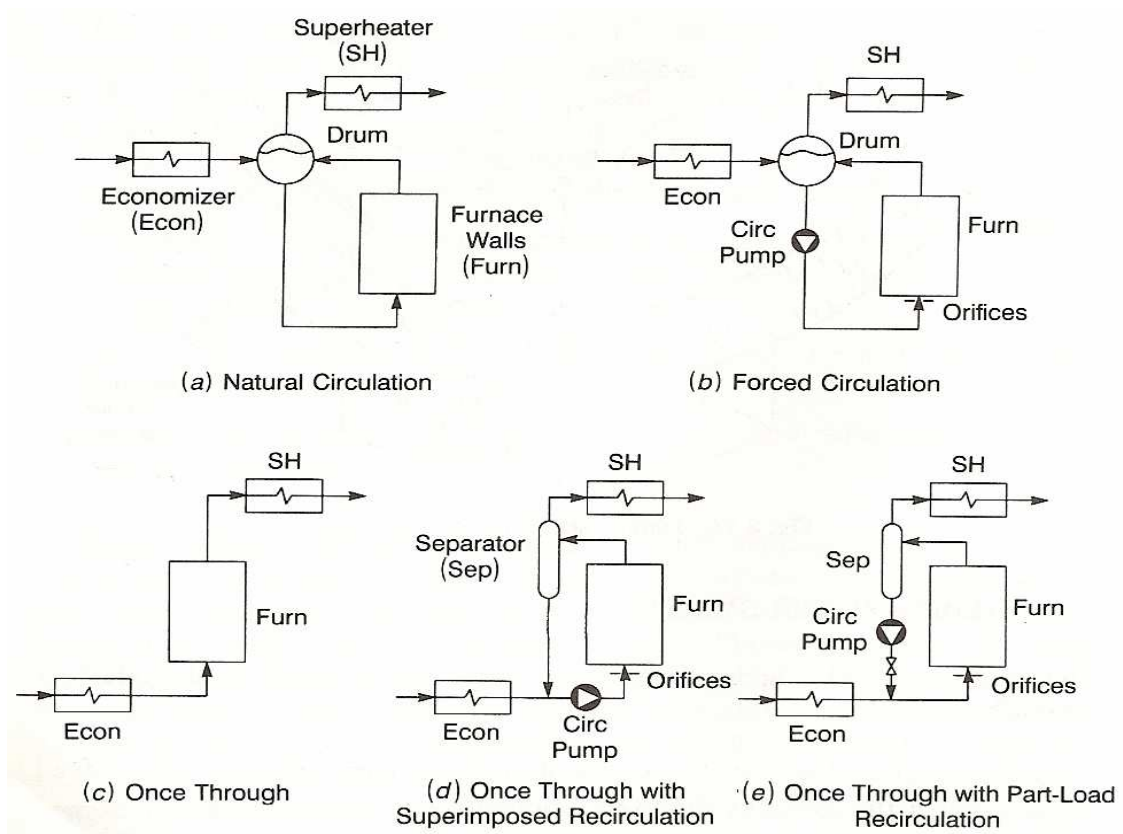 Superheater
(SH)
Drum
Economizer
(Econ)
Furnace
Walls
(Furn)
(a) Natural Circulation
SH
Drum
Econ
Circ
Pump
Furn
Orifices
(b) Forced Circulation
SH
Furn
Econ
(c) Once Through
SH
Separator
(Sep)
Furn
Orifices
Econ
Circ
Pump
(d) Once Through with
Superimposed Recirculation
SH
Sep
Circ
Pump
Furn
Orifices
Econ
(e) Once Through with Part-Load
Recirculation